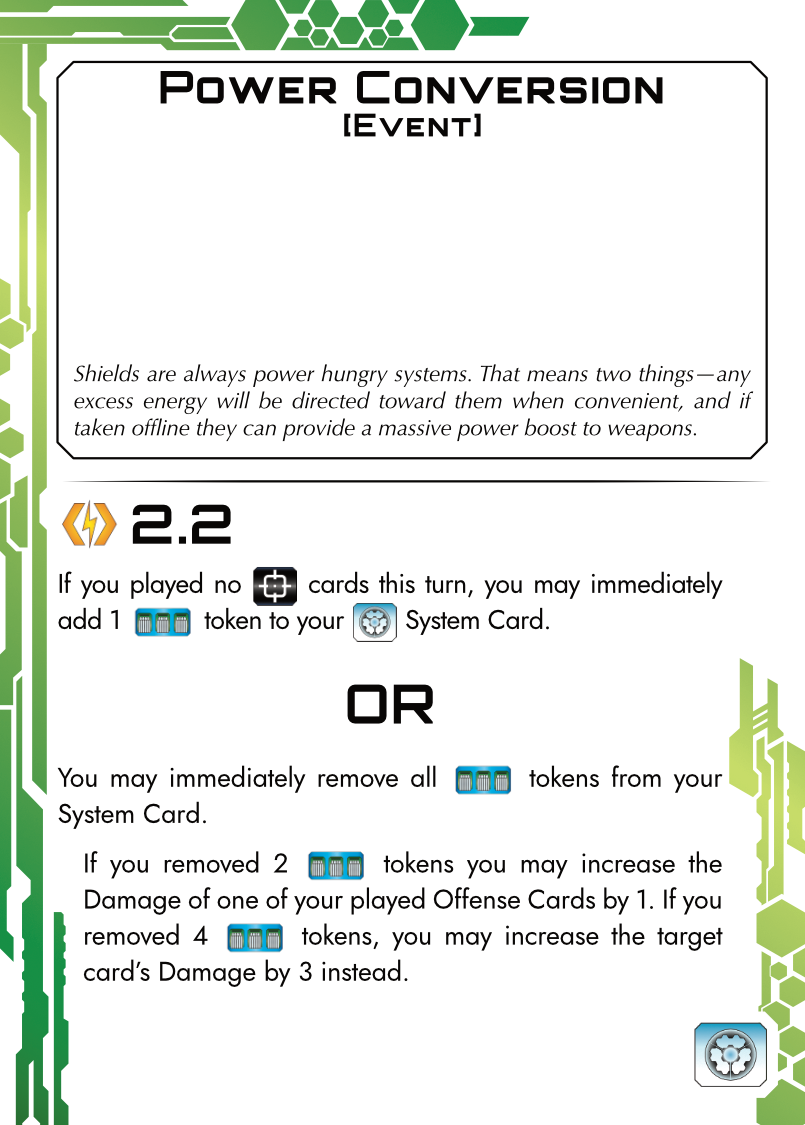 Power Conversion
[Event]
Shields are always power hungry systems. That means two things—any
excess energy will be directed toward them when convenient, and if
taken offline they can provide a massive power boost to weapons.
2.2
If you played no cards this turn, you may immediately
add 1 token to your System Card.
OR
You may immediately remove all tokens from your
System Card.
If you removed 2 tokens you may increase the
Damage of one of your played Offense Cards by 1. If you
removed 4 tokens, you may increase the target
card's Damage by 3 instead.